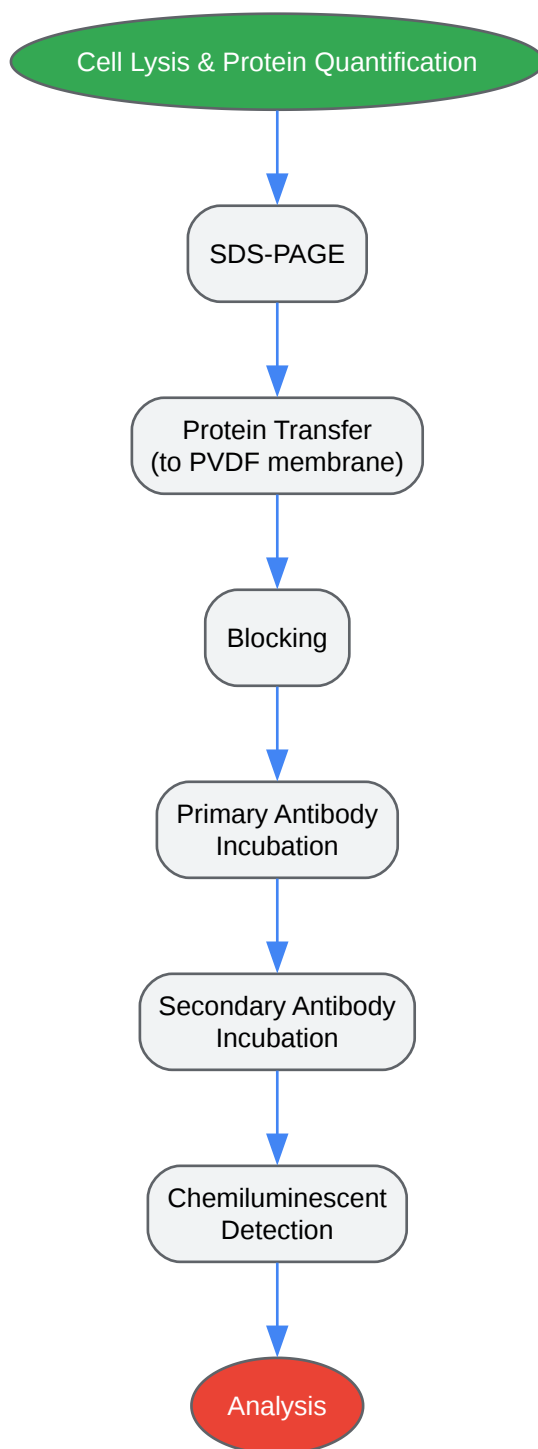 Cell Lysis & Protein Quantification
SDS-PAGE
Protein Transfer
(to PVDF membrane)
Blocking
Primary Antibody
Incubation
Secondary Antibody
Incubation
Chemiluminescent
Detection
Analysis